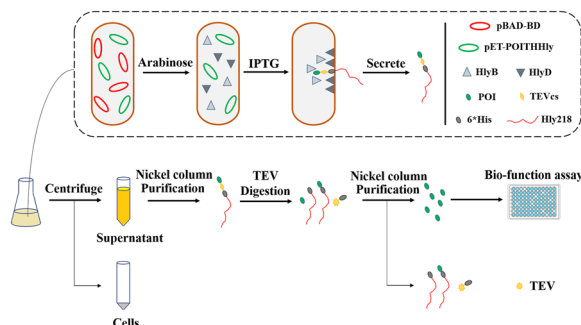 Arabinose
IPTG
Secrete
pBAD-BD
pET-POITHHly
HlyB
HlyD
POI
TEVcs
6*His
Hly218
Centrifuge
Nickel column
Purification
TEV
Digestion
Nickel column
Purification
Bio-function assay
Supernatant
Cells
TEV